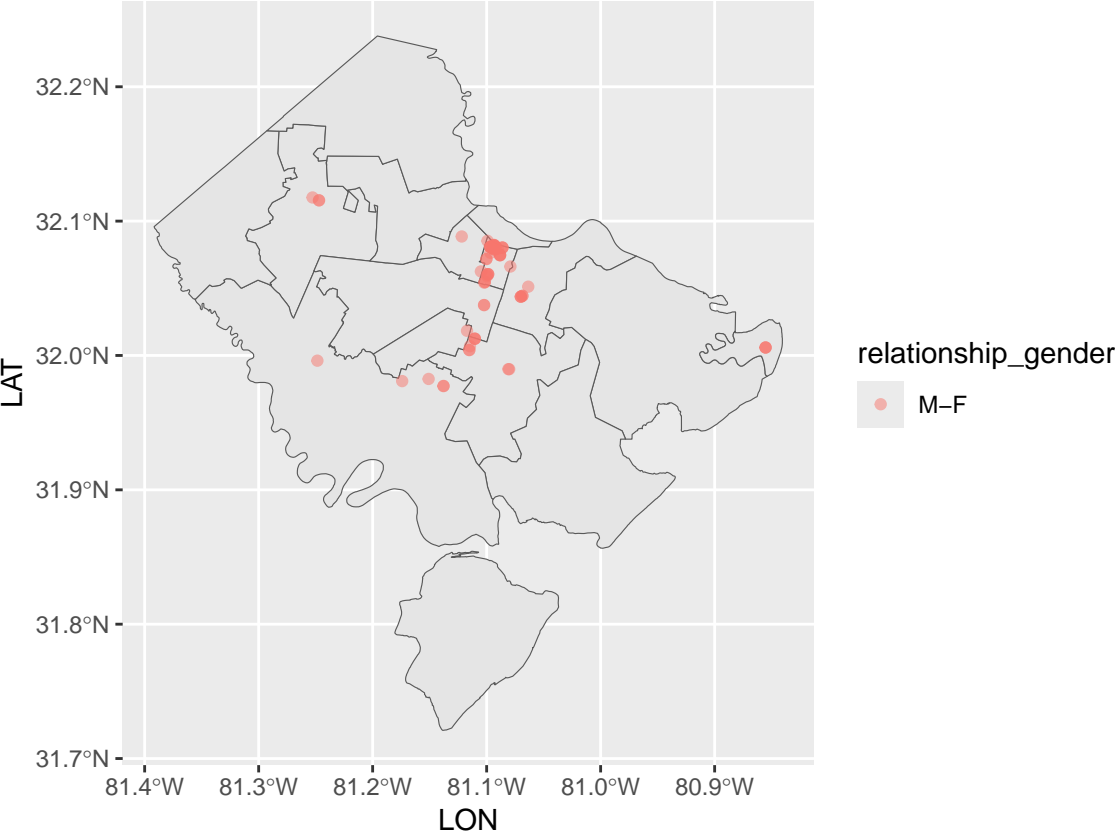 32.2°N
32.1°N
32.0°N
31.9°N
31.8°N
31.7°N
LAT
81.4°W
81.3°W
81.2°W
81.1°W
81.0°W
80.9°W
LON
relationship_gender
M−F